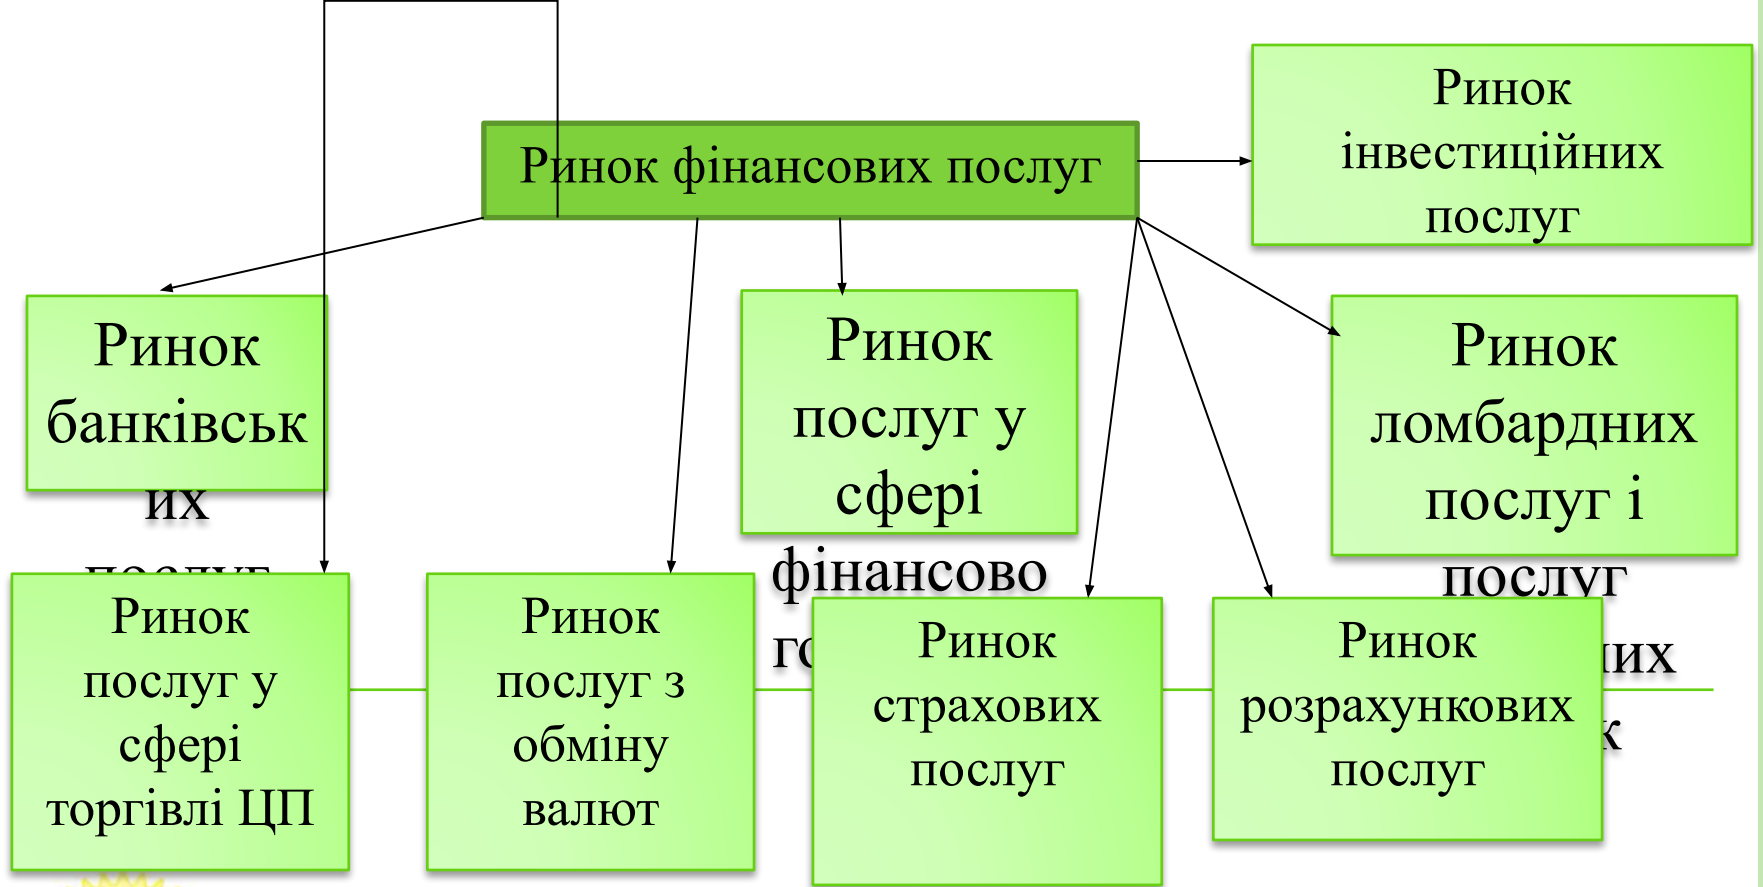 Ринок фінансових послуг
Ринок
інвестиційних
послуг
Ринок
банківськ
их
послуг
Ринок
послуг у
сфері
фінансово
Ринок
ломбардних
послуг і
послуг
Ринок
послуг у
сфері
торгівлі ЦП
Ринок
послуг з
обміну
валют
Ринок
страхових
послуг
Ринок
розрахункових
послуг